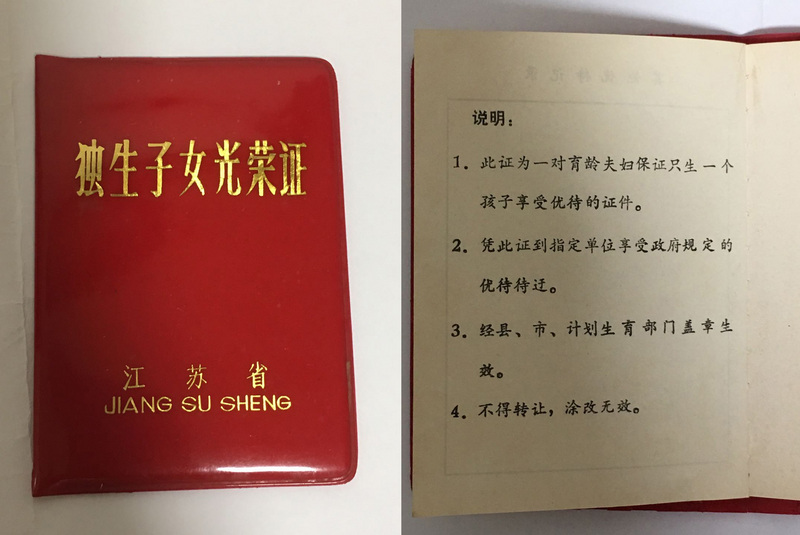 独生子女光荣证
江苏省
JIANG SU SHENG
说明：
1. 此证为一对育龄夫妇保证只生一个
孩子享受优待的证件。
2. 凭此证到指定单位享受政府规定的
优待待迂。
3. 经县、市、计划生育部门盖章生
效。
4. 不得转让，涂改无效。